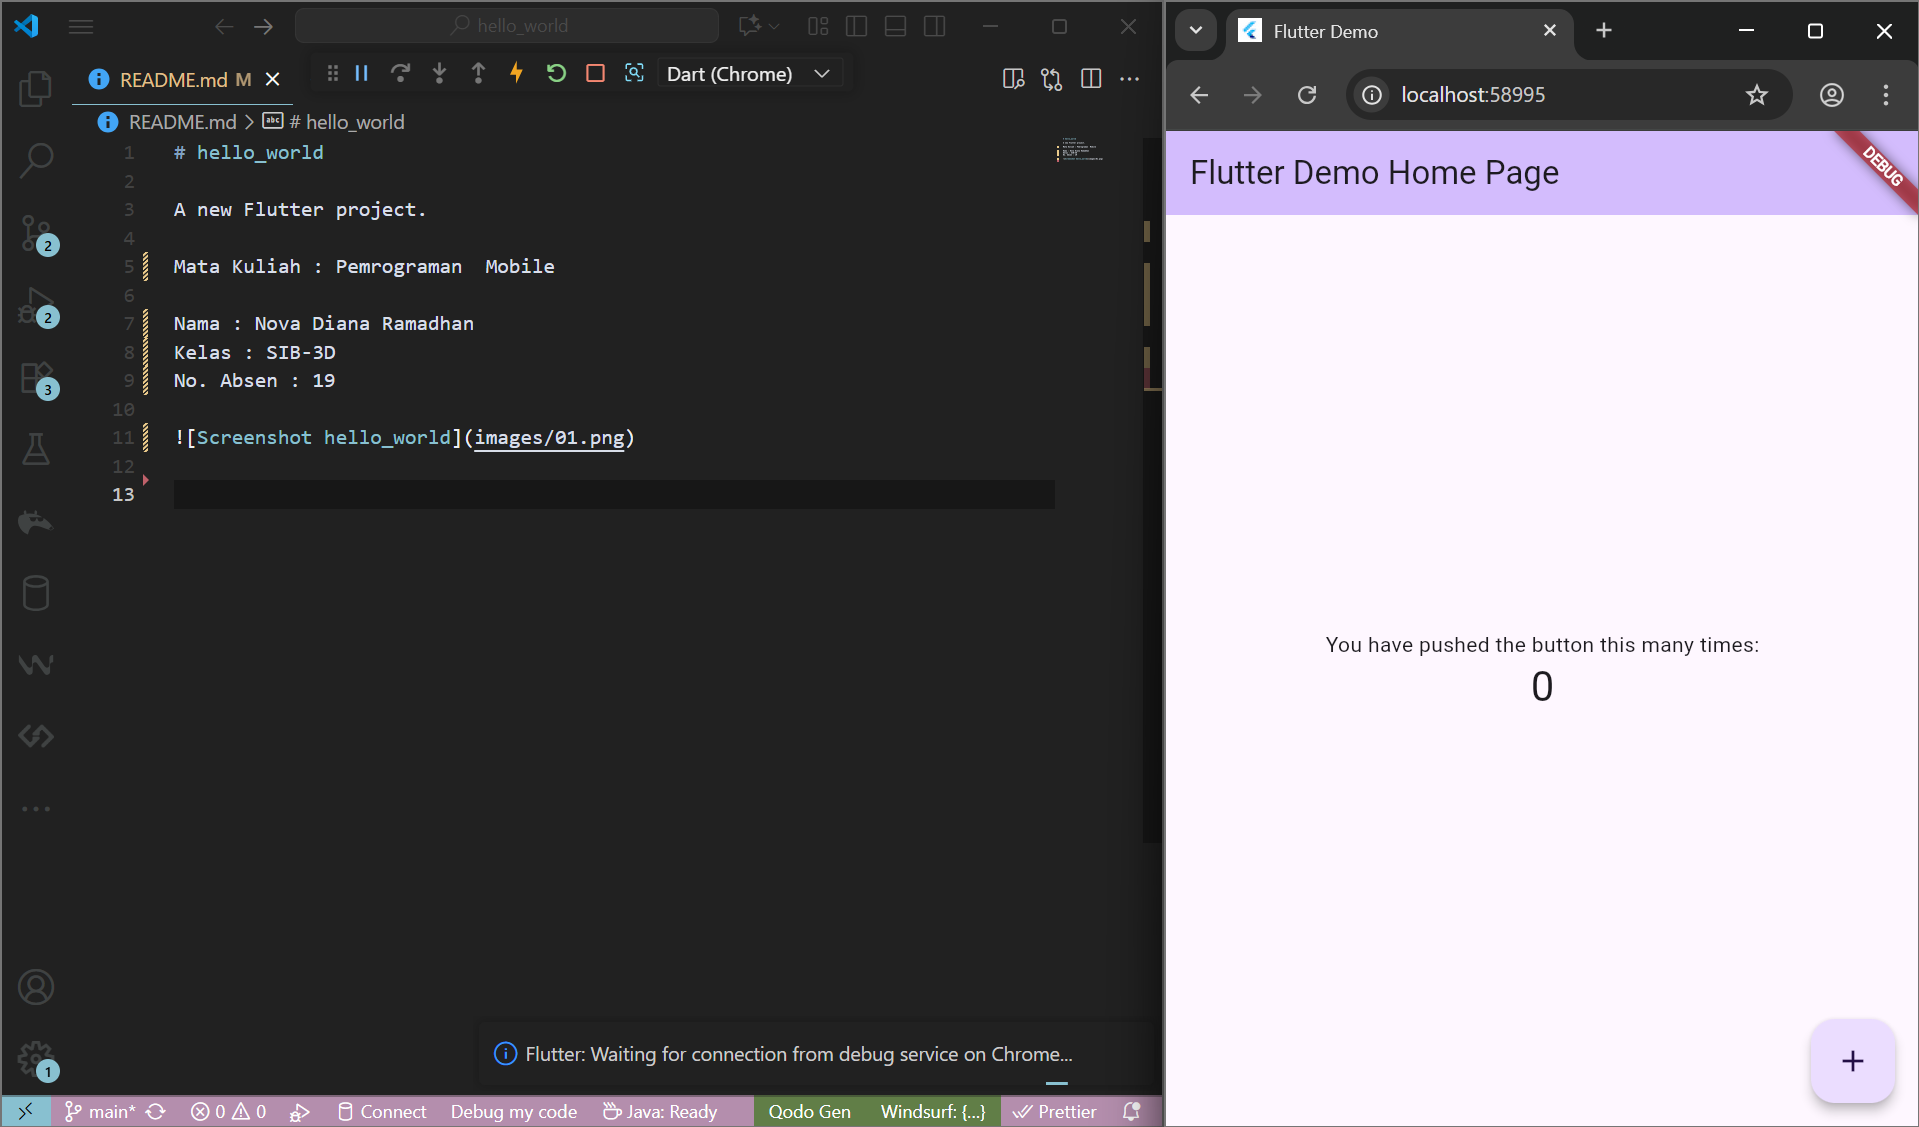 hello_world
README.md M
Dart (Chrome)
README.md > # hello_world
1 # hello_world
2
3 A new Flutter project.
4
5 Mata Kuliah : Pemrograman  Mobile
6
7 Nama : Nova Diana Ramadhan
8 Kelas : SIB-3D
9 No. Absen : 19
10
11 ![Screenshot hello_world](images/01.png)
12
13
2
2
3
1
Flutter: Waiting for connection from debug service on Chrome...
main* 0 0 Connect Debug my code Java: Ready Qodo Gen Windsurf: {...} Prettier
Flutter Demo
localhost:58995
Flutter Demo Home Page
DEBUG
You have pushed the button this many times:
0
+